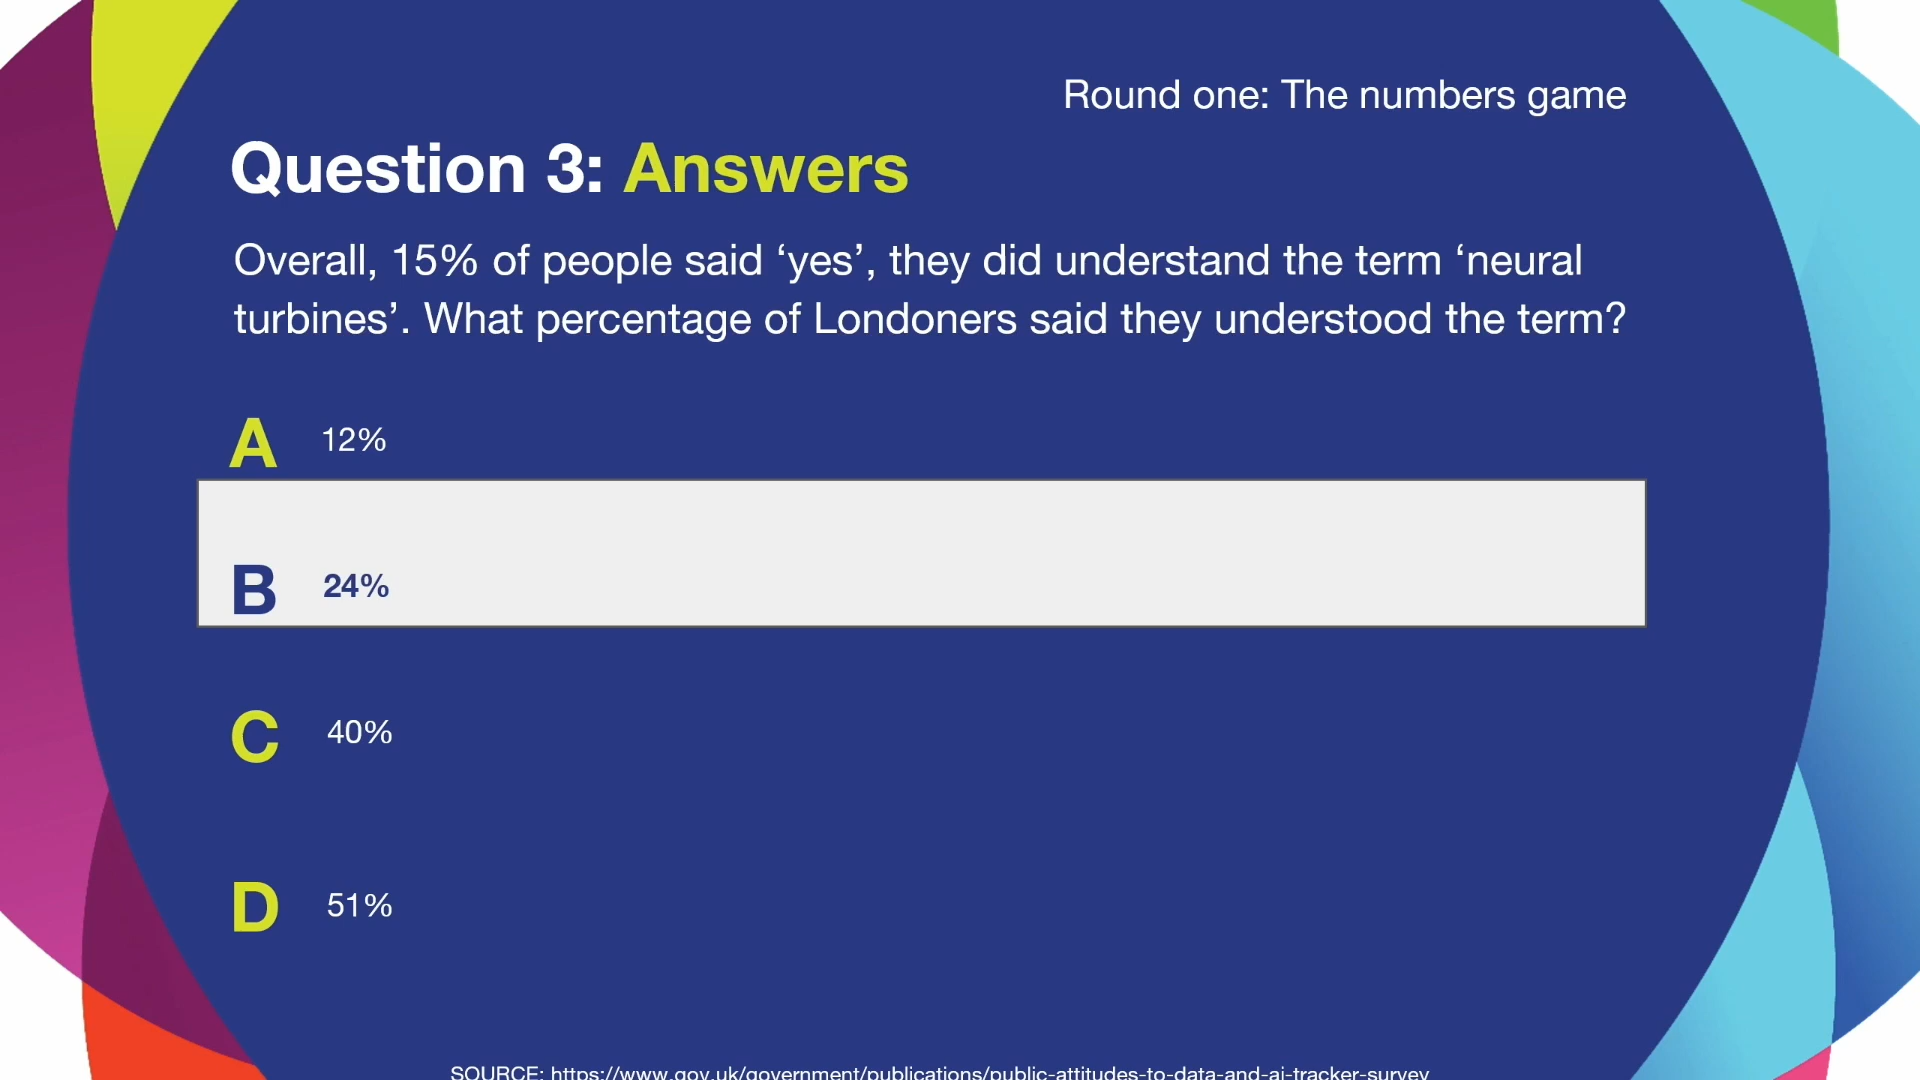 Round one: The numbers game
Question 3: Answers
Overall, 15% of people said ‘yes’, they did understand the term ‘neural
turbines’. What percentage of Londoners said they understood the term?
A 12%
B 24%
C 40%
D 51%
SOURCE: https://www.gov.uk/government/publications/public-attitudes-to-data-and-ai-tracker-survey